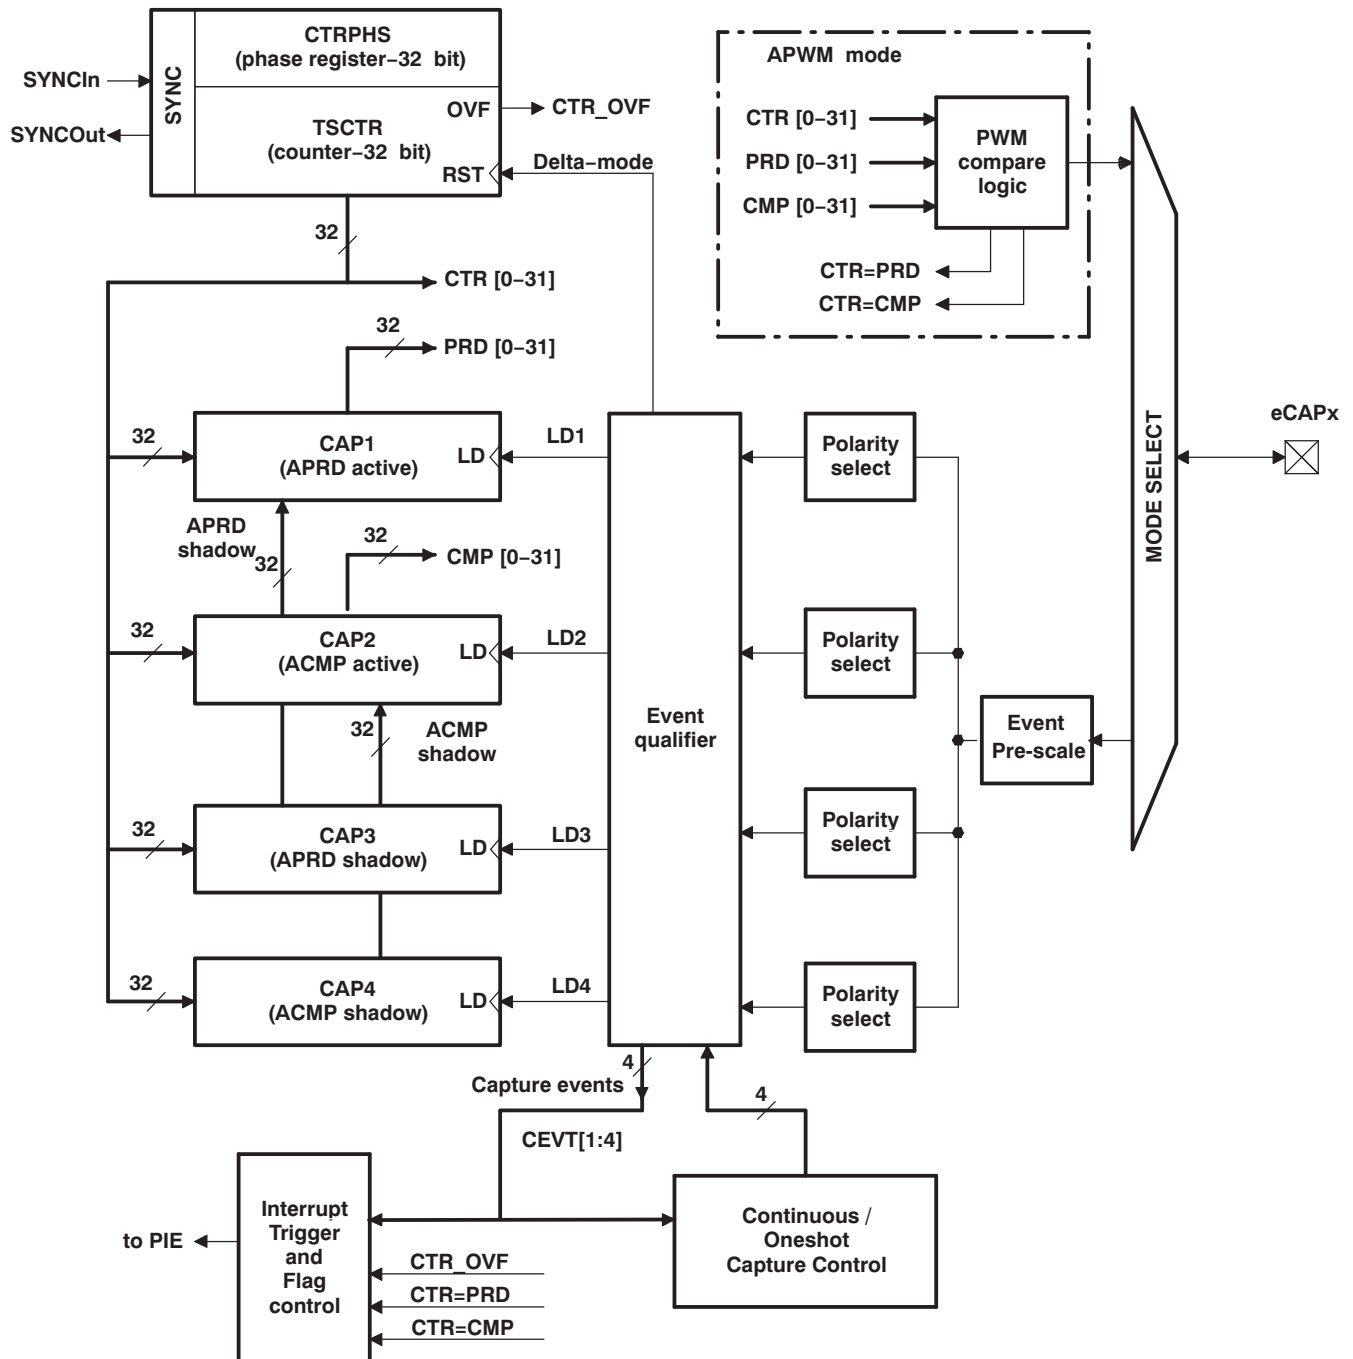 CTRPHS
(phase register−32 bit)
APWM mode
SYNCIn
SYNC
OVF
CTR_OVF
SYNCOut
TSCTR
(counter−32 bit)
RST
Delta−mode
CTR [0−31]
PRD [0−31]
CMP [0−31]
PWM
compare
logic
32
CTR [0−31]
CTR=PRD
CTR=CMP
32
PRD [0−31]
eCAPx
MODE SELECT
32
CAP1
(APRD active)
LD
LD1
Polarity
select
APRD
shadow
32
32
CMP [0−31]
32
CAP2
(ACMP active)
LD
LD2
Polarity
select
32
ACMP
shadow
Event
qualifier
Event
Pre-scale
32
CAP3
(APRD shadow)
LD
LD3
Polarity
select
32
CAP4
(ACMP shadow)
LD
LD4
Polarity
select
4
Capture events
4
CEVT[1:4]
Interrupt
Trigger
and
Flag
control
to PIE
CTR_OVF
CTR=PRD
CTR=CMP
Continuous /
Oneshot
Capture Control